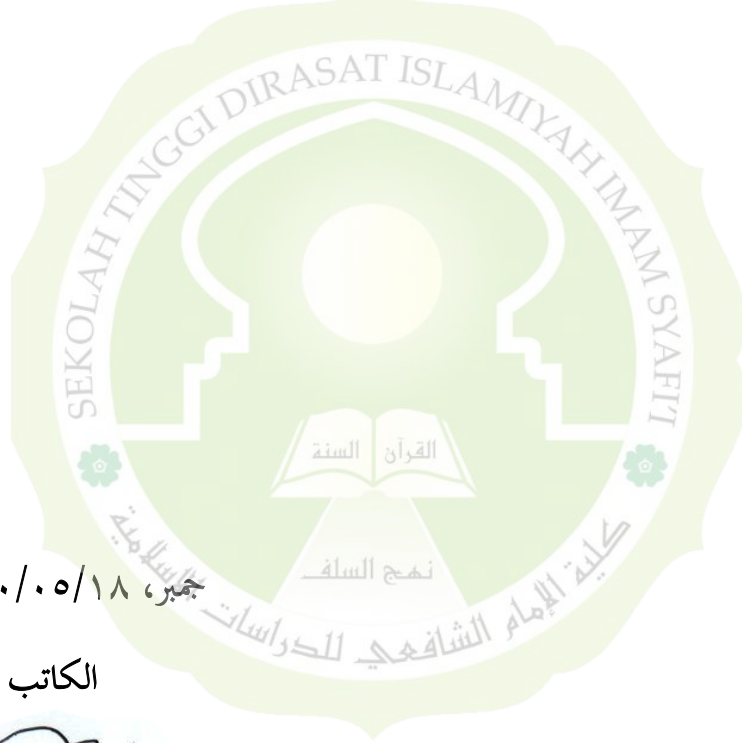 SEKOLAH TINGGI DIRASAT ISLAMIYAH IMAM SYAFI'I
القرآن السنة
نهج السلف
كلية الإمام الشافعي للدراسات الإسلامية
جمبر، ١٨/٠٥/
الكاتب